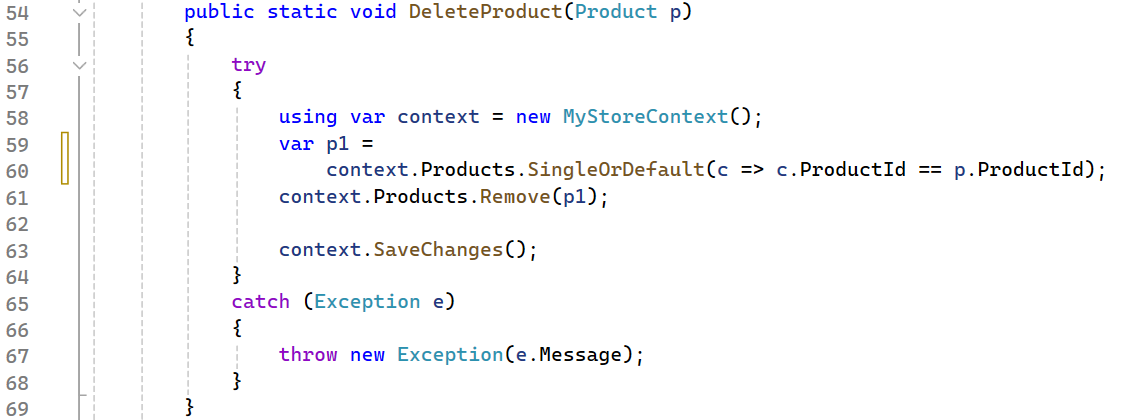 54 public static void DeleteProduct(Product p)
55 {
56 try
57 {
58 using var context = new MyStoreContext();
59 var p1 =
60 context.Products.SingleOrDefault(c => c.ProductId == p.ProductId);
61 context.Products.Remove(p1);
62
63 context.SaveChanges();
64 }
65 catch (Exception e)
66 {
67 throw new Exception(e.Message);
68 }
69 }